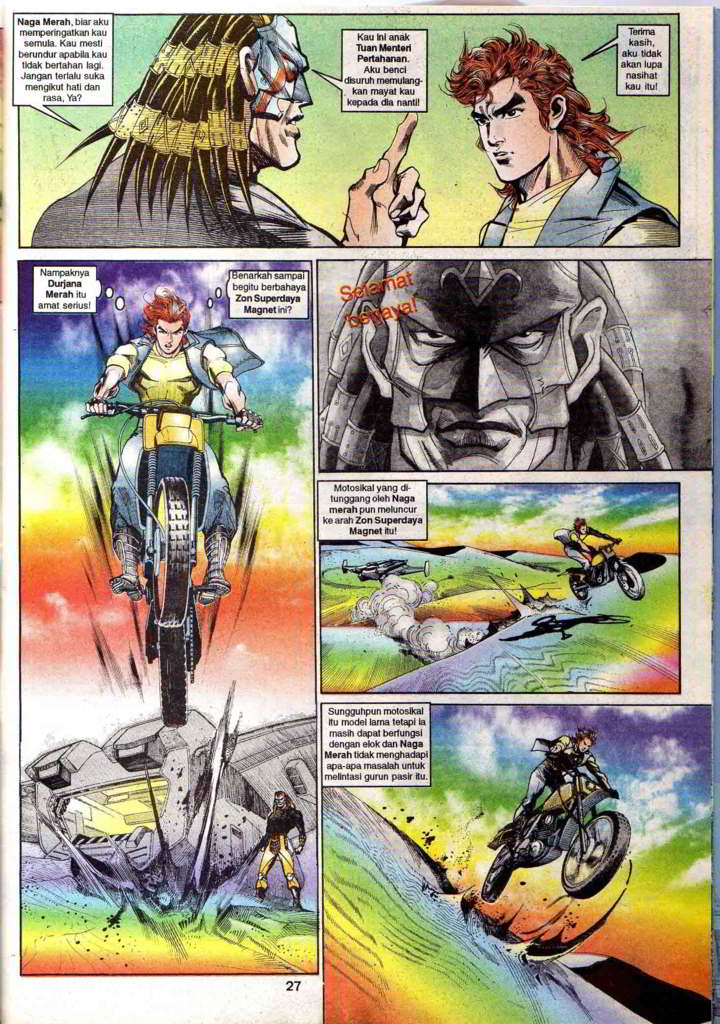 Naga Merah, biar aku
memperingatkan kau
semula. Kau mesti
berundur apabila kau
tidak bertahan lagi.
Jangan terlalu suka
mengikut hati dan
rasa, Ya?
Kau ini anak
Tuan Menteri
Pertahanan.
Aku benci
disuruh memulang-
kan mayat kau
kepada dia nanti!
Terima
kasih,
aku tidak
akan lupa
nasihat
kau itu!
Nampaknya
Durjana
Merah itu
amat serius!
Benarkah sampai
begitu berbahaya
Zon Superdaya
Magnet ini?
Selamat
berjaya!
Motosikal yang di-
tunggang oleh Naga
merah pun meluncur
ke arah Zon Superdaya
Magnet itu!
Sungguhpun motosikal
itu model lama tetapi ia
masih dapat berfungsi
dengan elok dan Naga
Merah tidak menghadapi
apa-apa masalah untuk
melintasi gurun pasir itu.
27